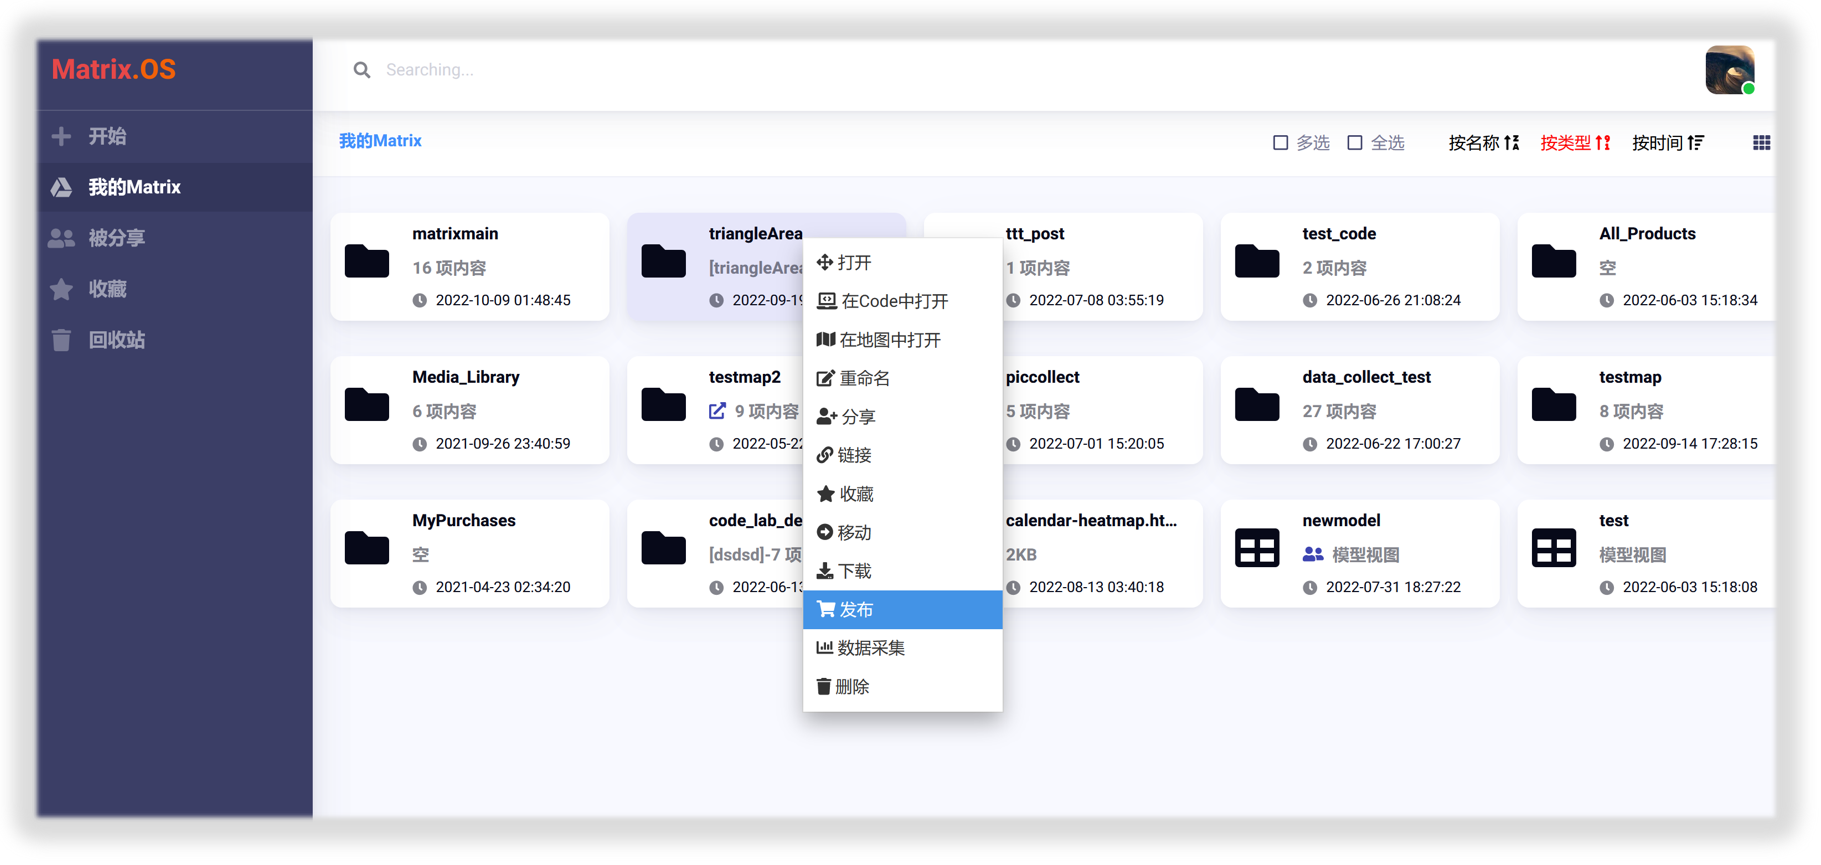 Matrix.OS
Searching...
开始
我的Matrix
被分享
收藏
回收站
我的Matrix
多选
全选
按名称
按类型
按时间
matrixmain
16 项内容
2022-10-09 01:48:45
triangleArea
[triangleArea
2022-09-19
ttt_post
1 项内容
2022-07-08 03:55:19
test_code
2 项内容
2022-06-26 21:08:24
All_Products
空
2022-06-03 15:18:34
Media_Library
6 项内容
2021-09-26 23:40:59
testmap2
9 项内容
2022-05-22
piccollect
5 项内容
2022-07-01 15:20:05
data_collect_test
27 项内容
2022-06-22 17:00:27
testmap
8 项内容
2022-09-14 17:28:15
MyPurchases
空
2021-04-23 02:34:20
code_lab_de
[dsdsd]-7 项
2022-06-13
calendar-heatmap.ht...
2KB
2022-08-13 03:40:18
newmodel
模型视图
2022-07-31 18:27:22
test
模型视图
2022-06-03 15:18:08
打开
在Code中打开
在地图中打开
重命名
分享
链接
收藏
移动
下载
发布
数据采集
删除